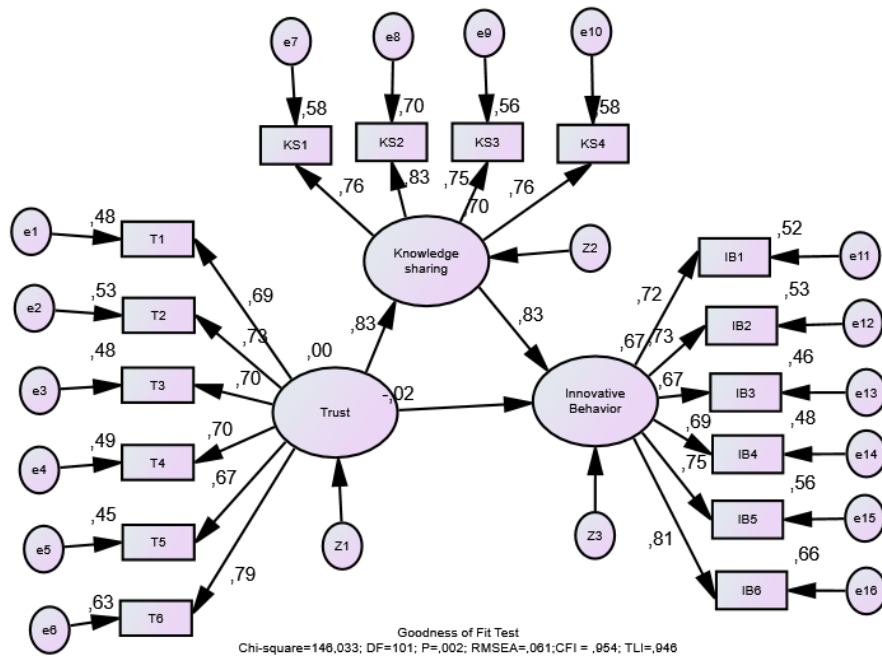 e7
e8
e9
e10
,58
,70
,56
,58
KS1
KS2
KS3
KS4
,76
,83
,75
,76
,70
Knowledge
sharing
Z2
e1
,48
T1
e2
,53
T2
e3
,48
T3
e4
,49
T4
e5
,45
T5
e6
,63
T6
,69
,73
,70
,70
,67
,79
,00
Trust
Z1
,83
-,02
,83
,67
Innovative
Behavior
Z3
,72
,73
,67
,69
,75
,81
IB1
,52
e11
IB2
,53
e12
IB3
,46
e13
IB4
,48
e14
IB5
,56
e15
IB6
,66
e16
Goodness of Fit Test
Chi-square=146,033; DF=101; P=,002; RMSEA=,061;CFI = ,954; TLI=,946